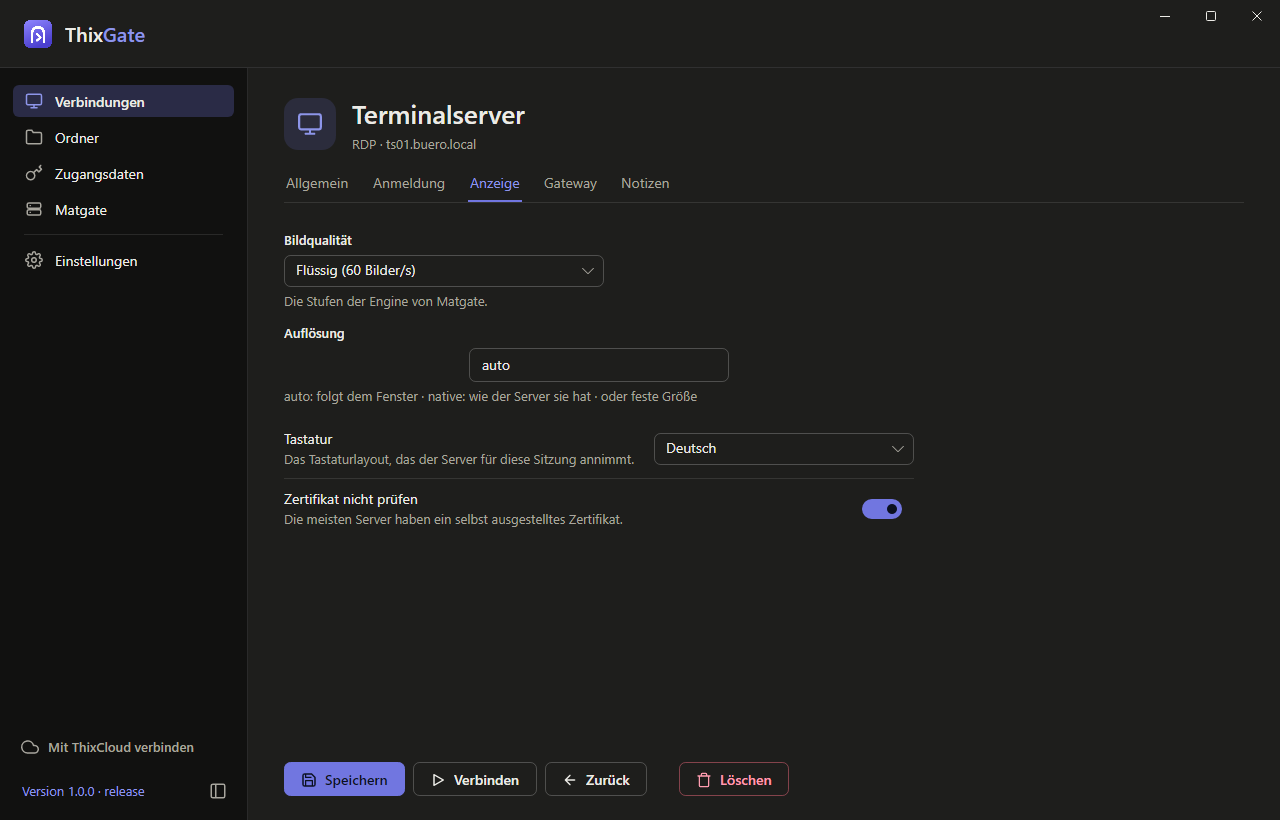 ThixGate
Verbindungen
Ordner
Zugangsdaten
Matgate
Einstellungen
Mit ThixCloud verbinden
Version 1.0.0 · release
Terminalserver
RDP · ts01.buero.local
Allgemein Anmeldung Anzeige Gateway Notizen
Bildqualität
Flüssig (60 Bilder/s)
Die Stufen der Engine von Matgate.
Auflösung
auto
auto: folgt dem Fenster · native: wie der Server sie hat · oder feste Größe
Tastatur
Das Tastaturlayout, das der Server für diese Sitzung annimmt.
Deutsch
Zertifikat nicht prüfen
Die meisten Server haben ein selbst ausgestelltes Zertifikat.
Speichern Verbinden Zurück Löschen